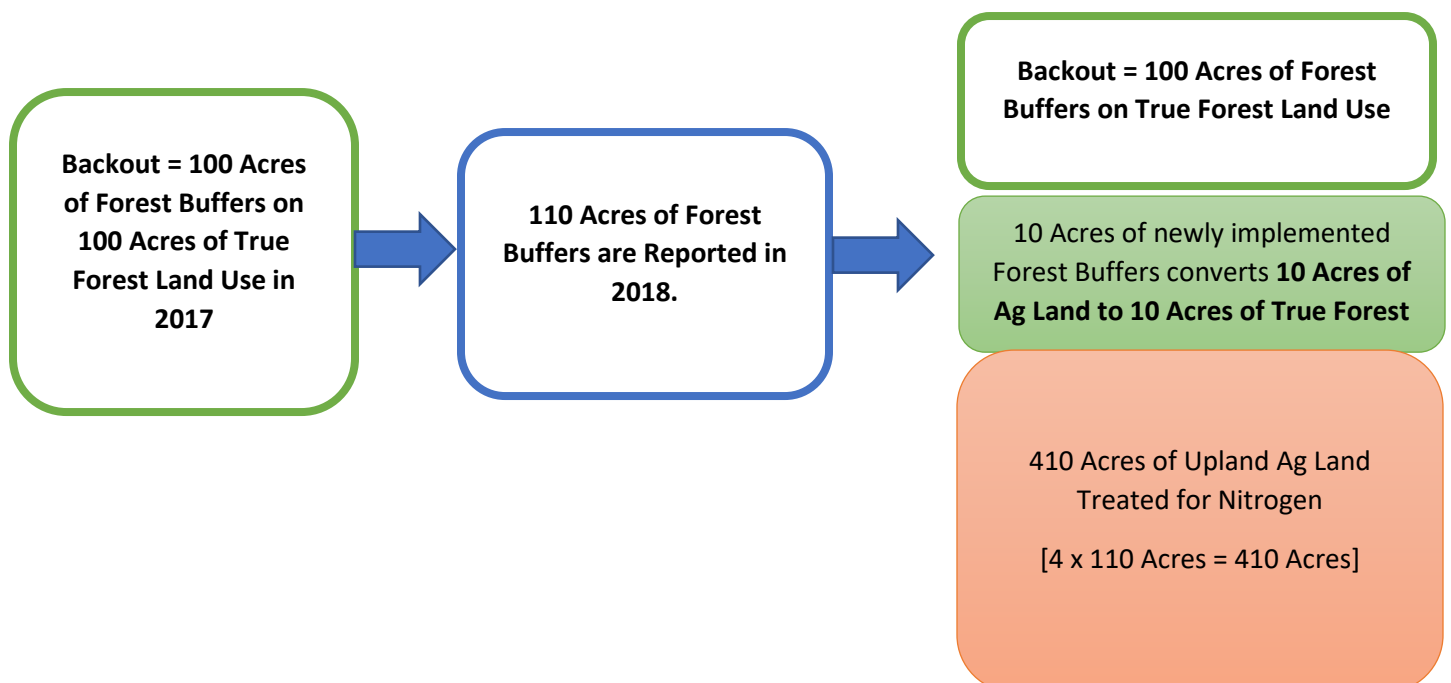 Backout = 100 Acres
of Forest Buffers on
100 Acres of True
Forest Land Use in
2017
110 Acres of Forest
Buffers are Reported in
2018.
Backout = 100 Acres of Forest
Buffers on True Forest Land Use
10 Acres of newly implemented
Forest Buffers converts 10 Acres of
Ag Land to 10 Acres of True Forest
410 Acres of Upland Ag Land
Treated for Nitrogen
[4 x 110 Acres = 410 Acres]